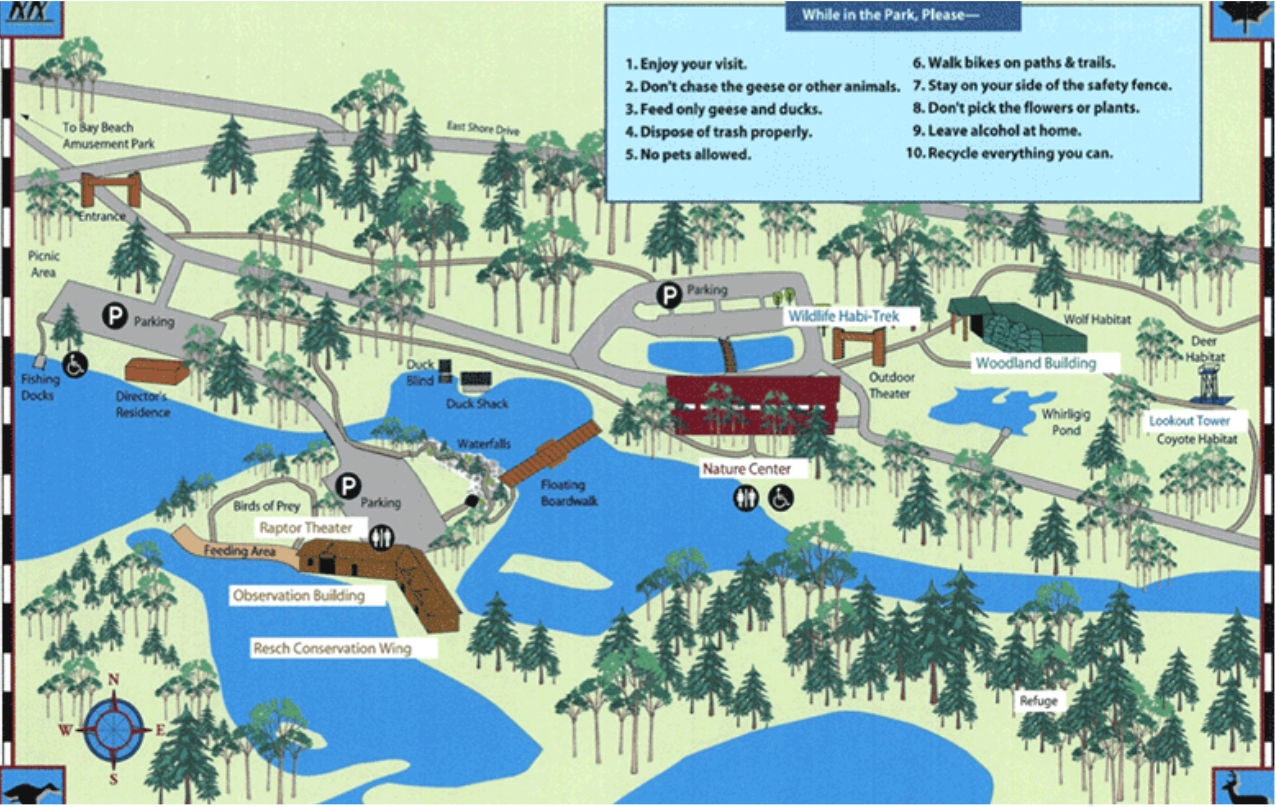 While in the Park, Please—
1. Enjoy your visit.
2. Don't chase the geese or other animals.
3. Feed only geese and ducks.
4. Dispose of trash properly.
5. No pets allowed.
6. Walk bikes on paths & trails.
7. Stay on your side of the safety fence.
8. Don't pick the flowers or plants.
9. Leave alcohol at home.
10. Recycle everything you can.
To Bay Beach
Amusement Park
East Shore Drive
Entrance
Picnic
Area
P
Parking
P
Parking
Wildlife Habi-Trek
Wolf Habitat
Woodland Building
Deer
Habitat
Fishing
Docks
Director's
Residence
Duck
Blind
Duck Shack
Outdoor
Theater
Whirligig
Pond
Lookout Tower
Coyote Habitat
Waterfalls
Nature Center
Floating
Boardwalk
P
Parking
Birds of Prey
Raptor Theater
Feeding Area
Observation Building
Resch Conservation Wing
Refuge
N
W
E
S